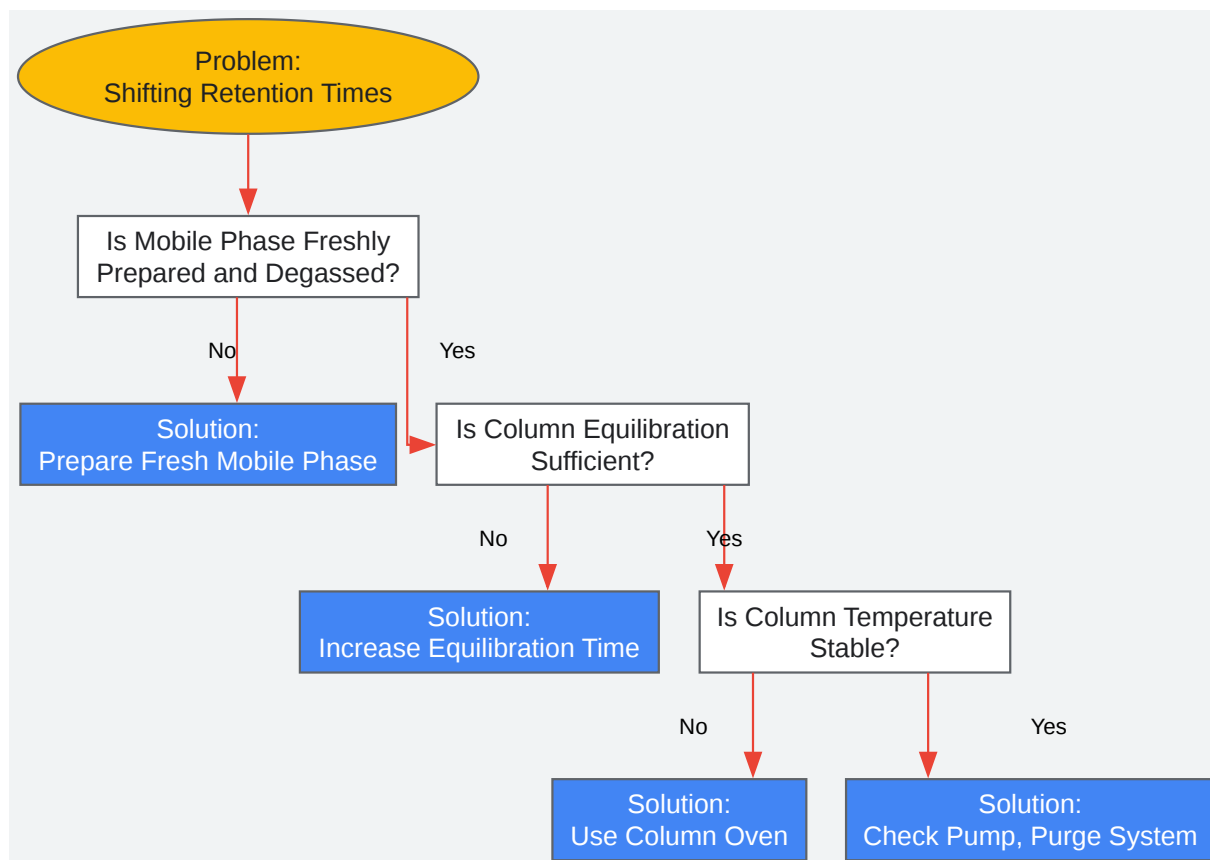 Problem:
Shifting Retention Times
Is Mobile Phase Freshly
Prepared and Degassed?
No
Yes
Solution:
Prepare Fresh Mobile Phase
Is Column Equilibration
Sufficient?
No
Yes
Solution:
Increase Equilibration Time
Is Column Temperature
Stable?
No
Yes
Solution:
Use Column Oven
Solution:
Check Pump, Purge System